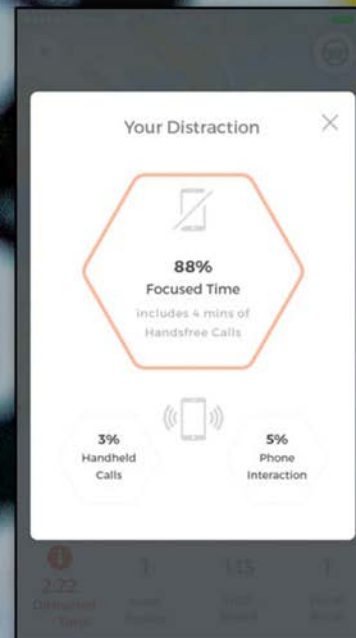 Your Distraction
88%
Focused Time
includes 4 mins of
Handsfree Calls
3%
Handheld
Calls
5%
Phone
Interaction
2:22
Distracted
Time